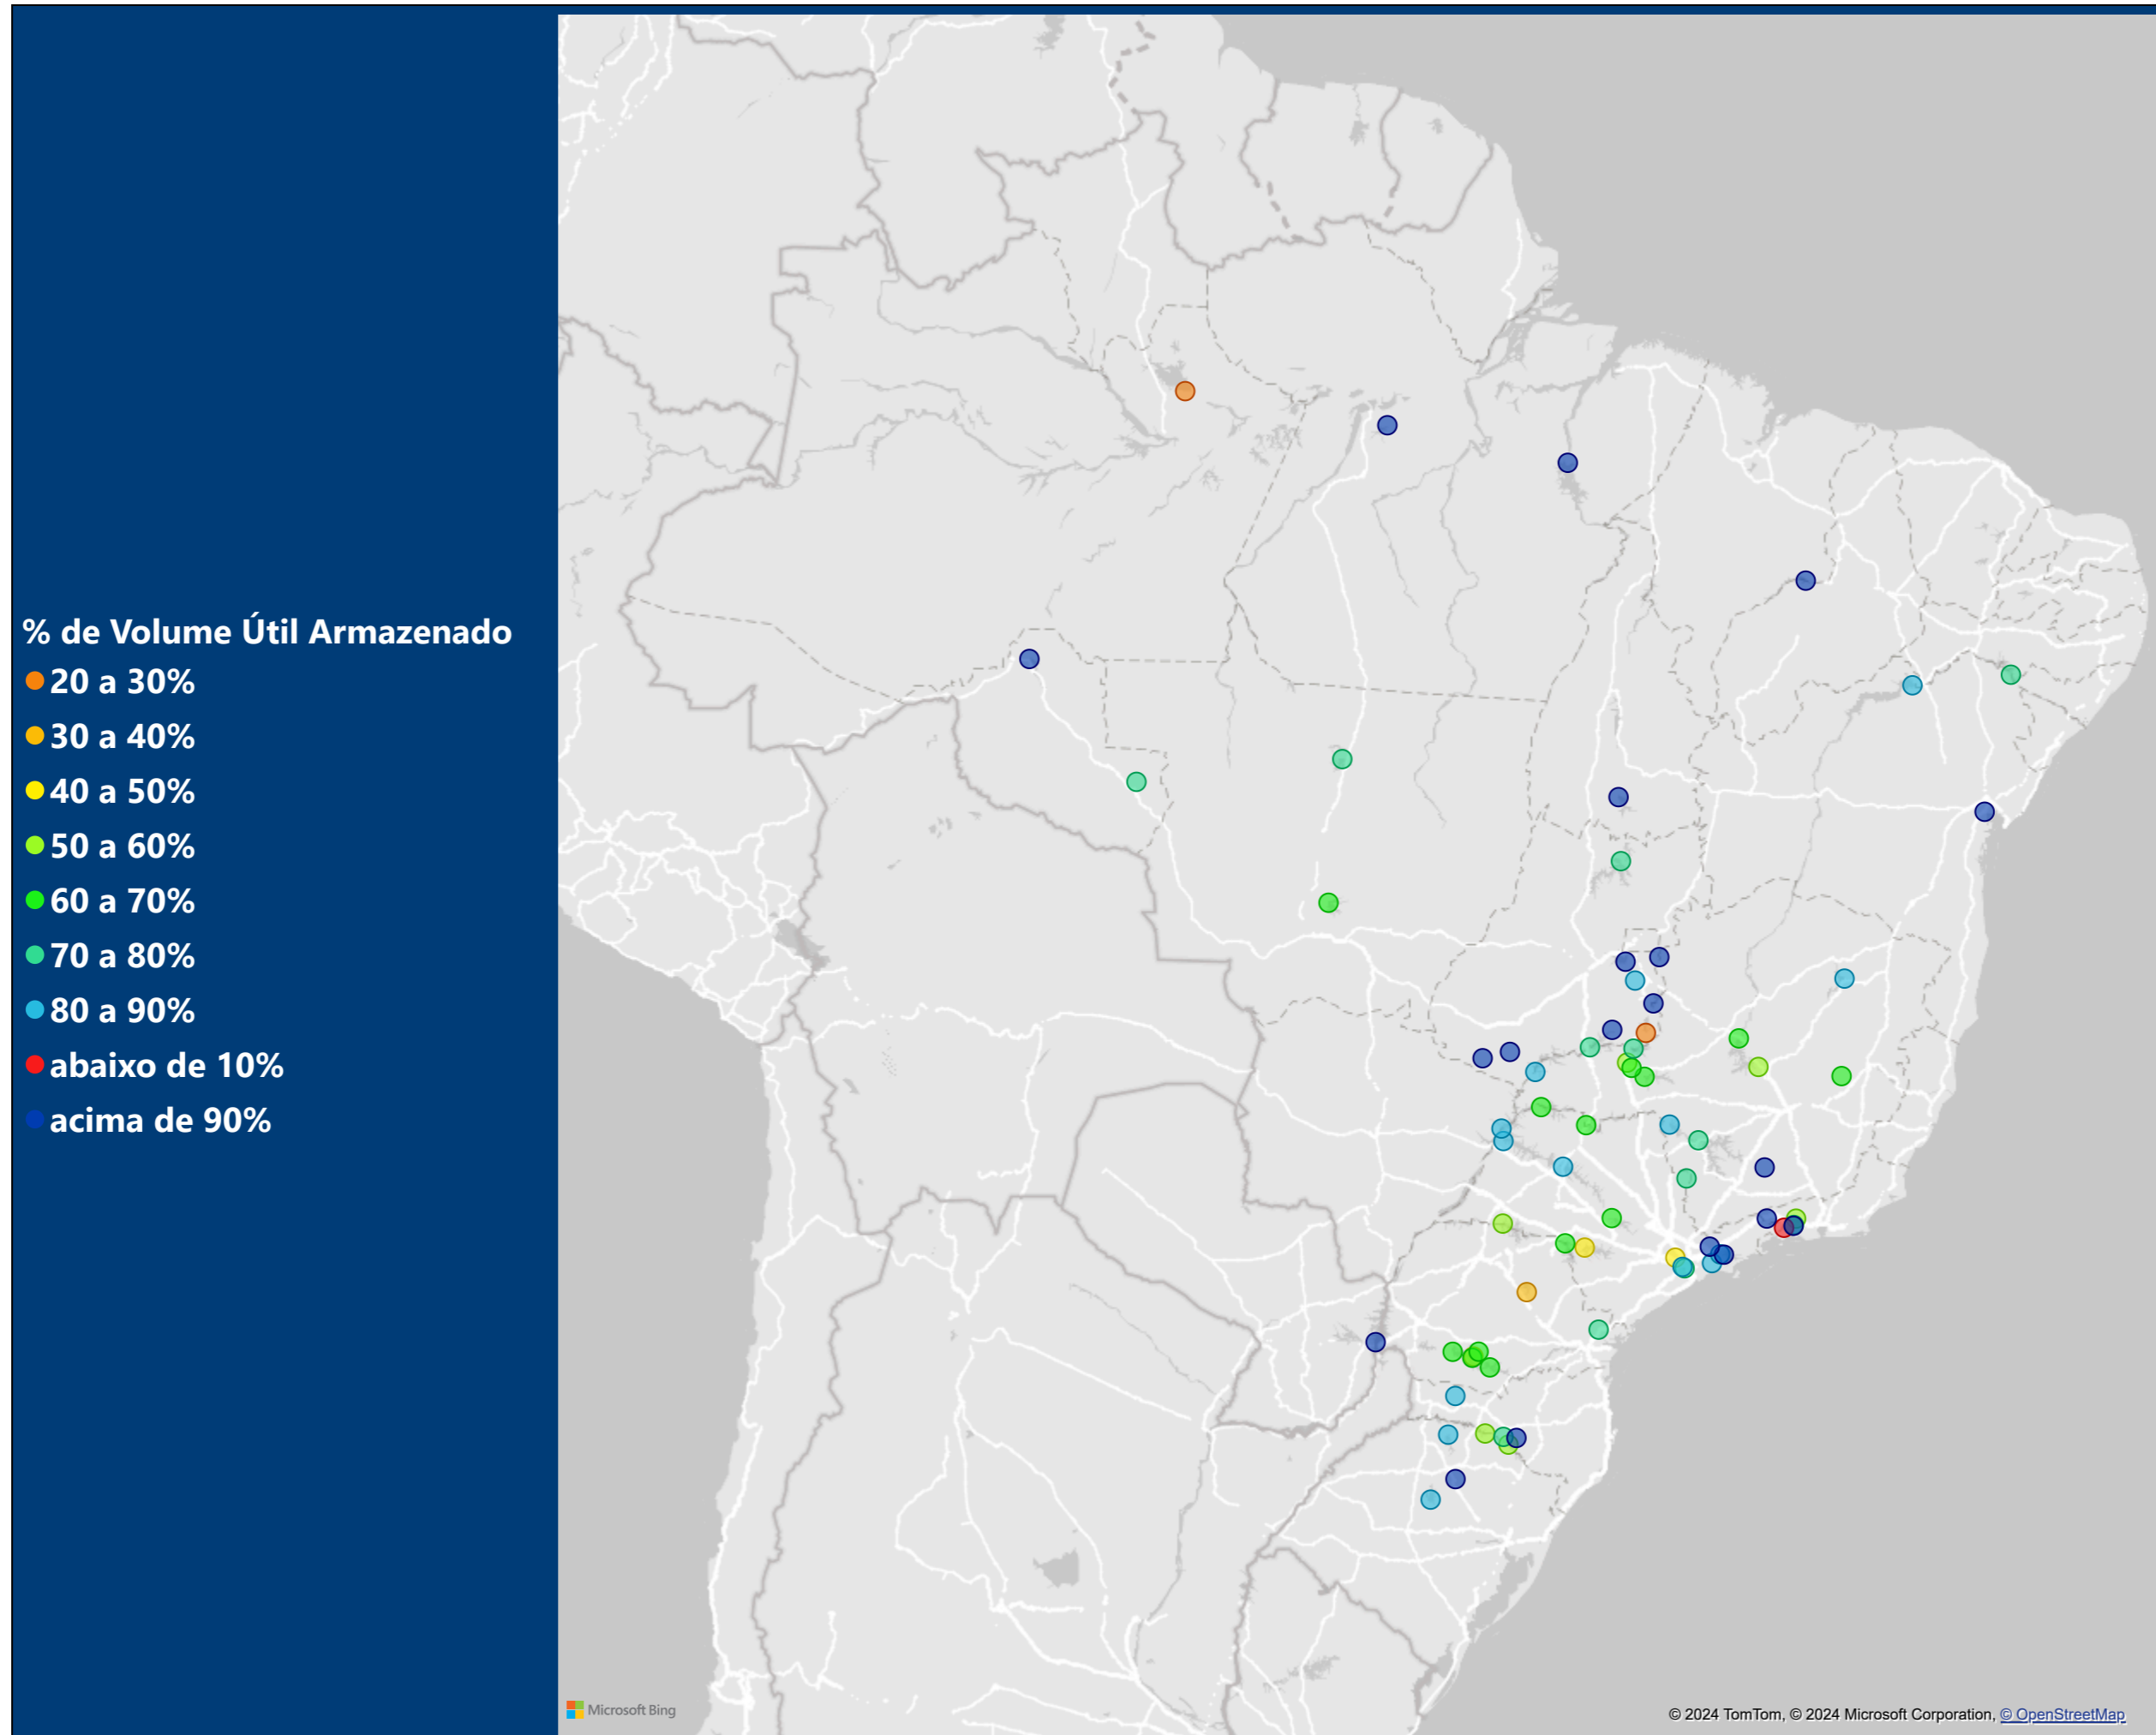 % de Volume Útil Armazenado
20 a 30%
30 a 40%
40 a 50%
50 a 60%
60 a 70%
70 a 80%
80 a 90%
abaixo de 10%
acima de 90%
Microsoft Bing
© 2024 TomTom, © 2024 Microsoft Corporation, © OpenStreetMap